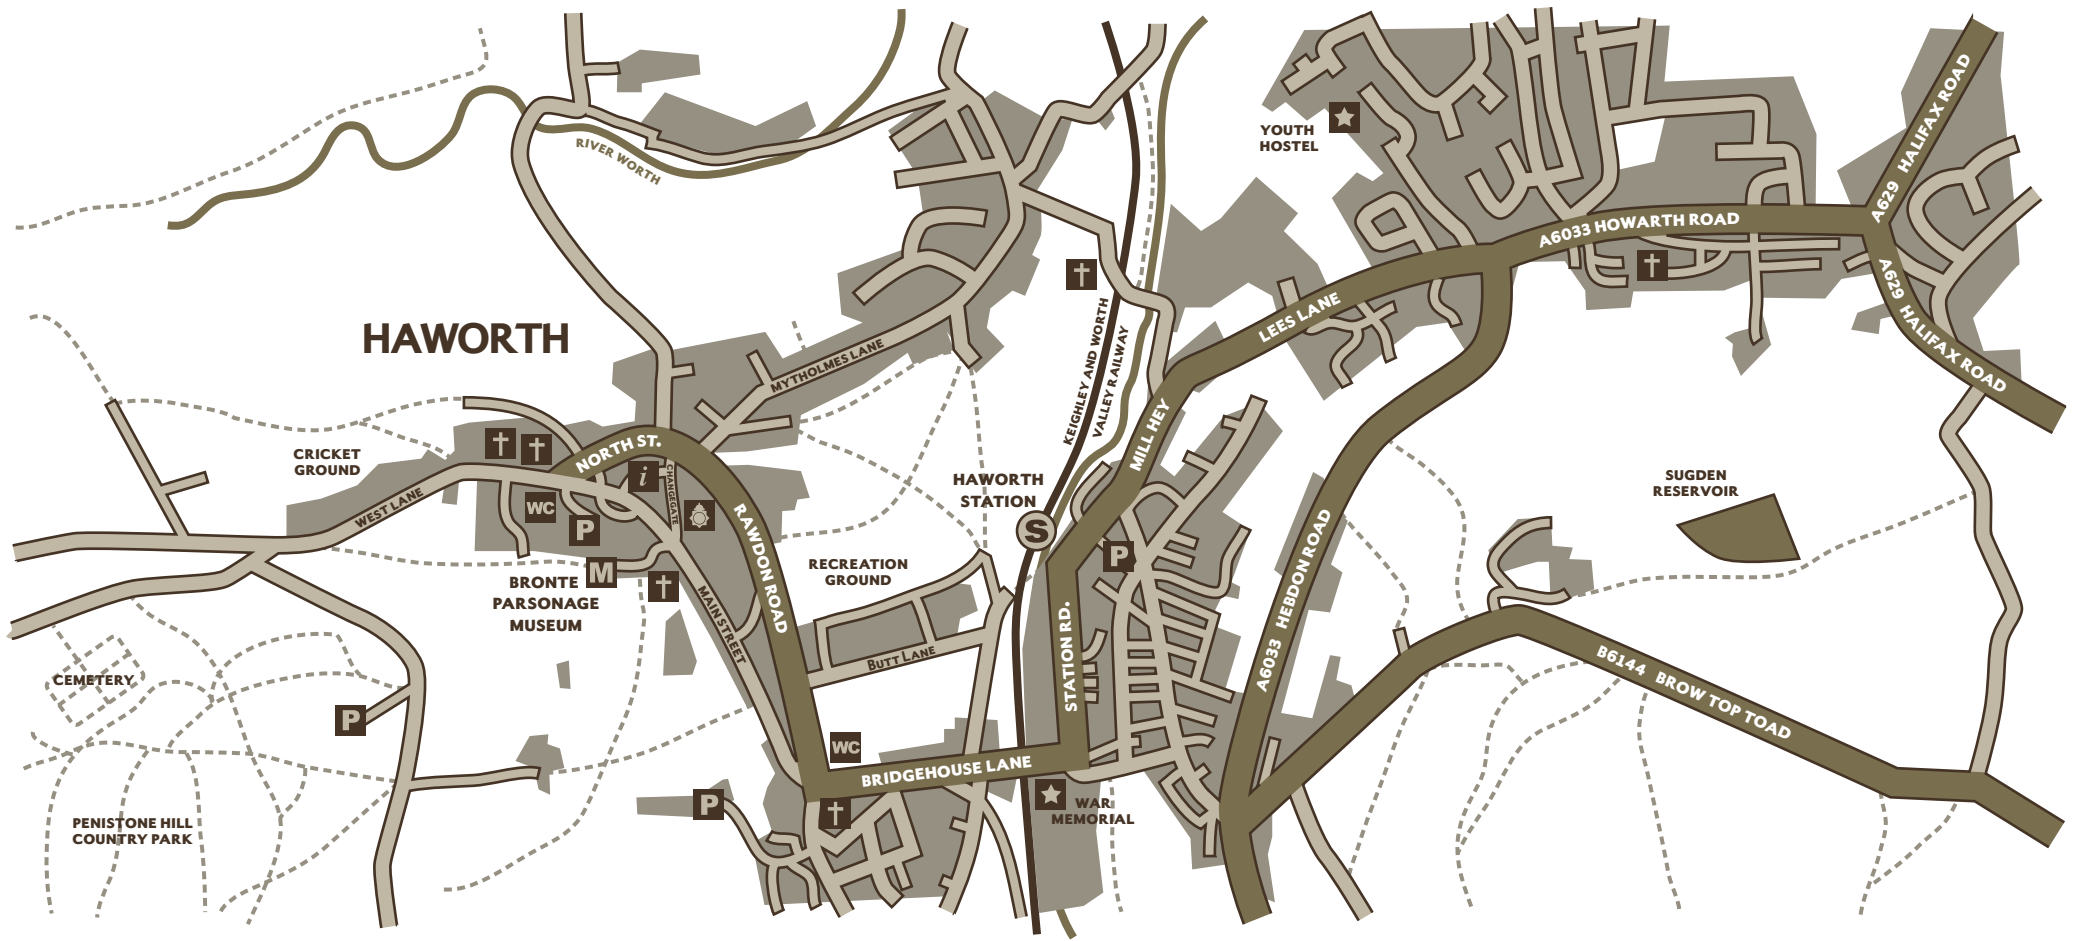 YOUTH
HOSTEL
RIVER WORTH
A629 HALIFAX ROAD
A6033 HOWARTH ROAD
A629 HALIFAX ROAD
HAWORTH
LEES LANE
KEIGHLEY AND WORTH
VALLEY RAILWAY
MYTHOLMES LANE
MILL HEY
CRICKET
GROUND
NORTH ST.
i
CHANGEGATE
WEST LANE
WC
P
HAWORTH
STATION
S
SUGDEN
RESERVOIR
RAWDON ROAD
A6033 HEBDON ROAD
P
M
BRONTE
PARSONAGE
MUSEUM
RECREATION
GROUND
MAIN STREET
BUTT LANE
STATION RD.
CEMETERY
P
B6144 BROW TOP TOAD
WC
BRIDGEHOUSE LANE
P
WAR
MEMORIAL
PENISTONE HILL
COUNTRY PARK